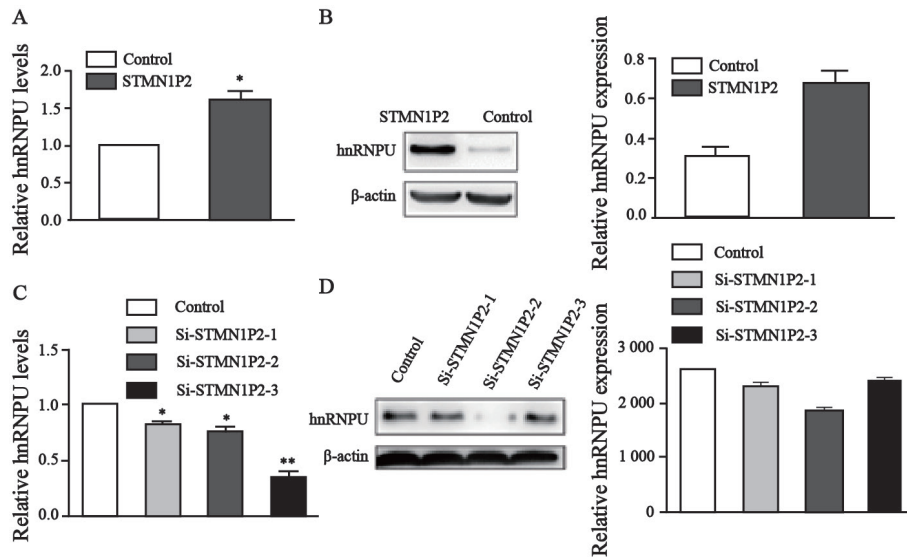 A
Relative hnRNPU levels
Control
STMN1P2
2.0
1.5
1.0
0.5
0.0
*
B
STMN1P2 Control
hnRNPU
β-actin
Relative hnRNPU expression
Control
STMN1P2
0.8
0.6
0.4
0.2
0.0
C
Relative hnRNPU levels
Control
Si-STMN1P2-1
Si-STMN1P2-2
Si-STMN1P2-3
1.5
1.0
0.5
0.0
*
*
**
D
Control
Si-STMN1P2-1
Si-STMN1P2-2
Si-STMN1P2-3
hnRNPU
β-actin
Relative hnRNPU expression
Control
Si-STMN1P2-1
Si-STMN1P2-2
Si-STMN1P2-3
3 000
2 000
1 000
0